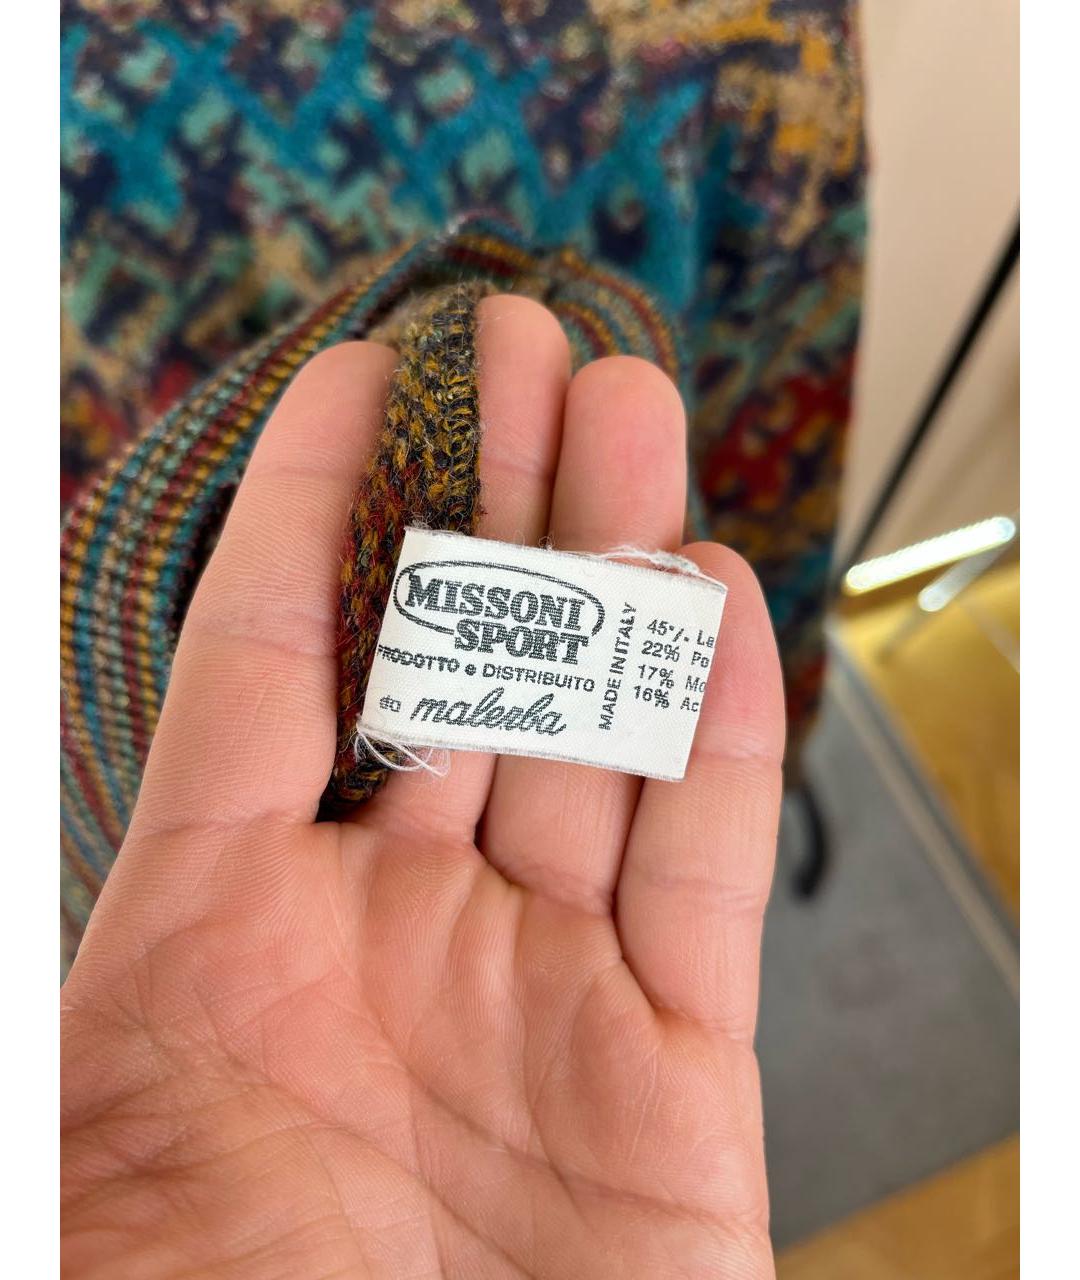 MISSONI
SPORT
PRODOTTO e DISTRIBUITO
da malerba
MADE IN ITALY
45% La
22% Po
17% Mo
16% Ac